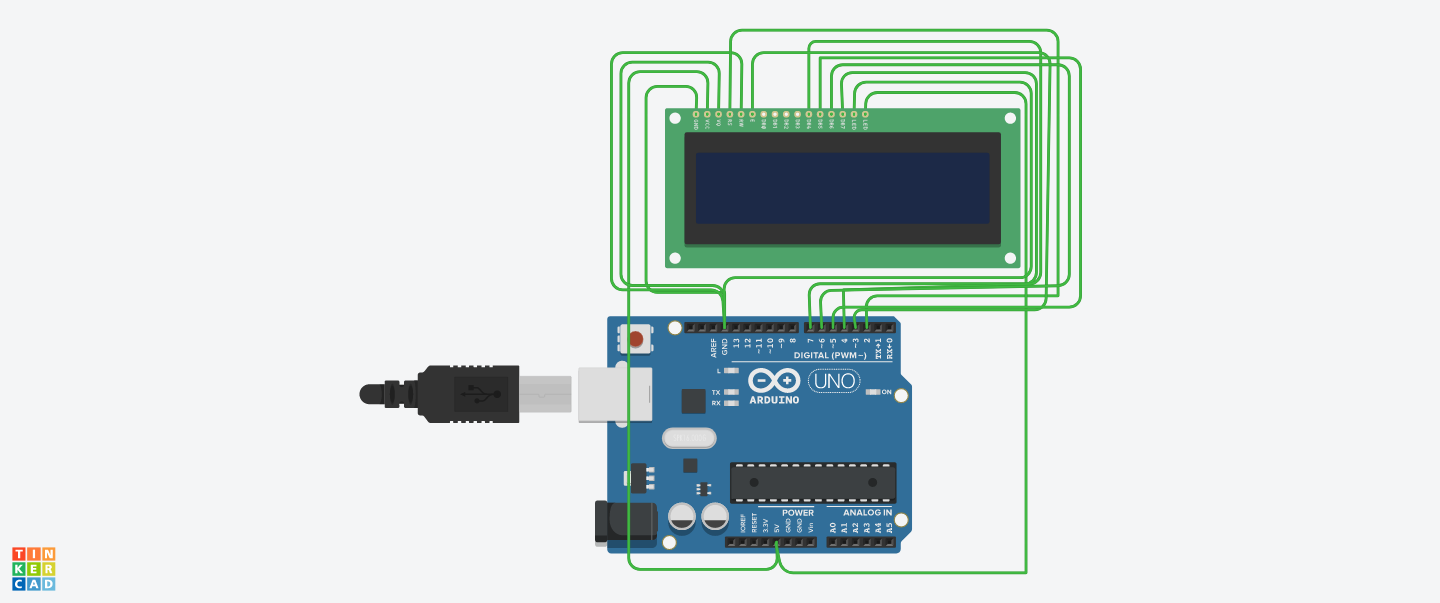 GND VCC V0 RS RW E DB0 DB1 DB2 DB3 DB4 DB5 DB6 DB7 LED LED
AREF GND 13 12 ~11 ~10 ~9 8 7 ~6 ~5 4 ~3 2 TX→1 RX←0
DIGITAL (PWM~)
L
TX
RX
ARDUINO
UNO
ON
POWER
ANALOG IN
IOREF RESET 3.3V 5V GND GND Vin A0 A1 A2 A3 A4 A5
TIN
KER
CAD